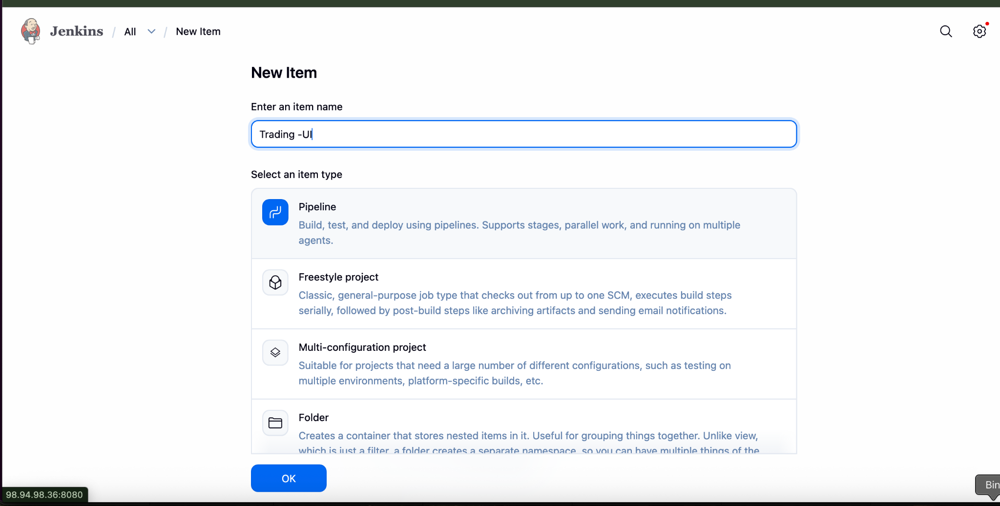 Jenkins / All / New Item
New Item
Enter an item name
Trading -UI
Select an item type
Pipeline
Build, test, and deploy using pipelines. Supports stages, parallel work, and running on multiple
agents.
Freestyle project
Classic, general-purpose job type that checks out from up to one SCM, executes build steps
serially, followed by post-build steps like archiving artifacts and sending email notifications.
Multi-configuration project
Suitable for projects that need a large number of different configurations, such as testing on
multiple environments, platform-specific builds, etc.
Folder
Creates a container that stores nested items in it. Useful for grouping things together. Unlike view,
which is just a filter, a folder creates a separate namespace, so you can have multiple things of the
OK
Bin
98.94.98.36:8080